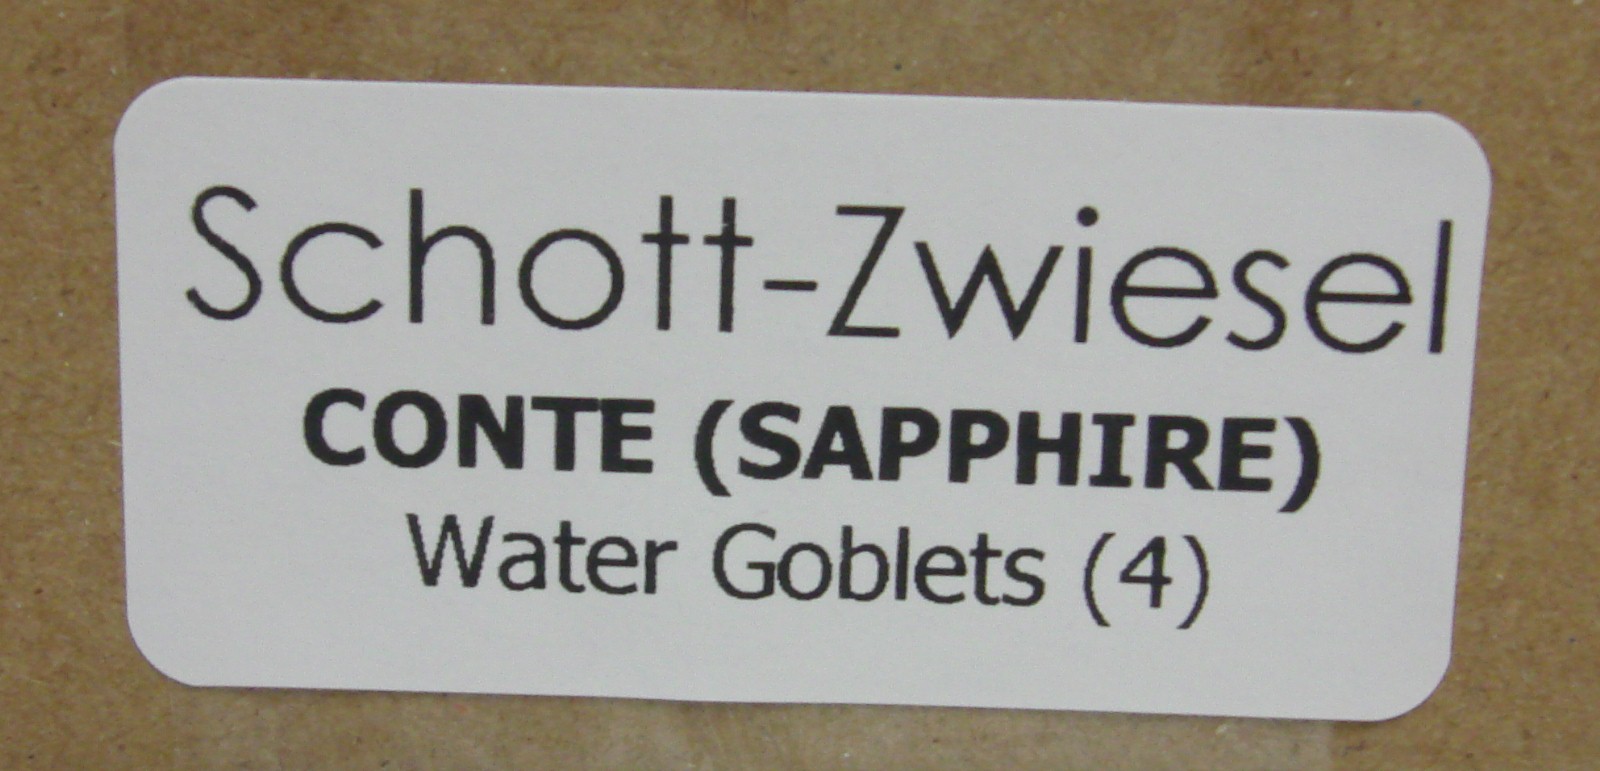 Schott-Zwiesel
CONTE (SAPPHIRE)
Water Goblets (4)